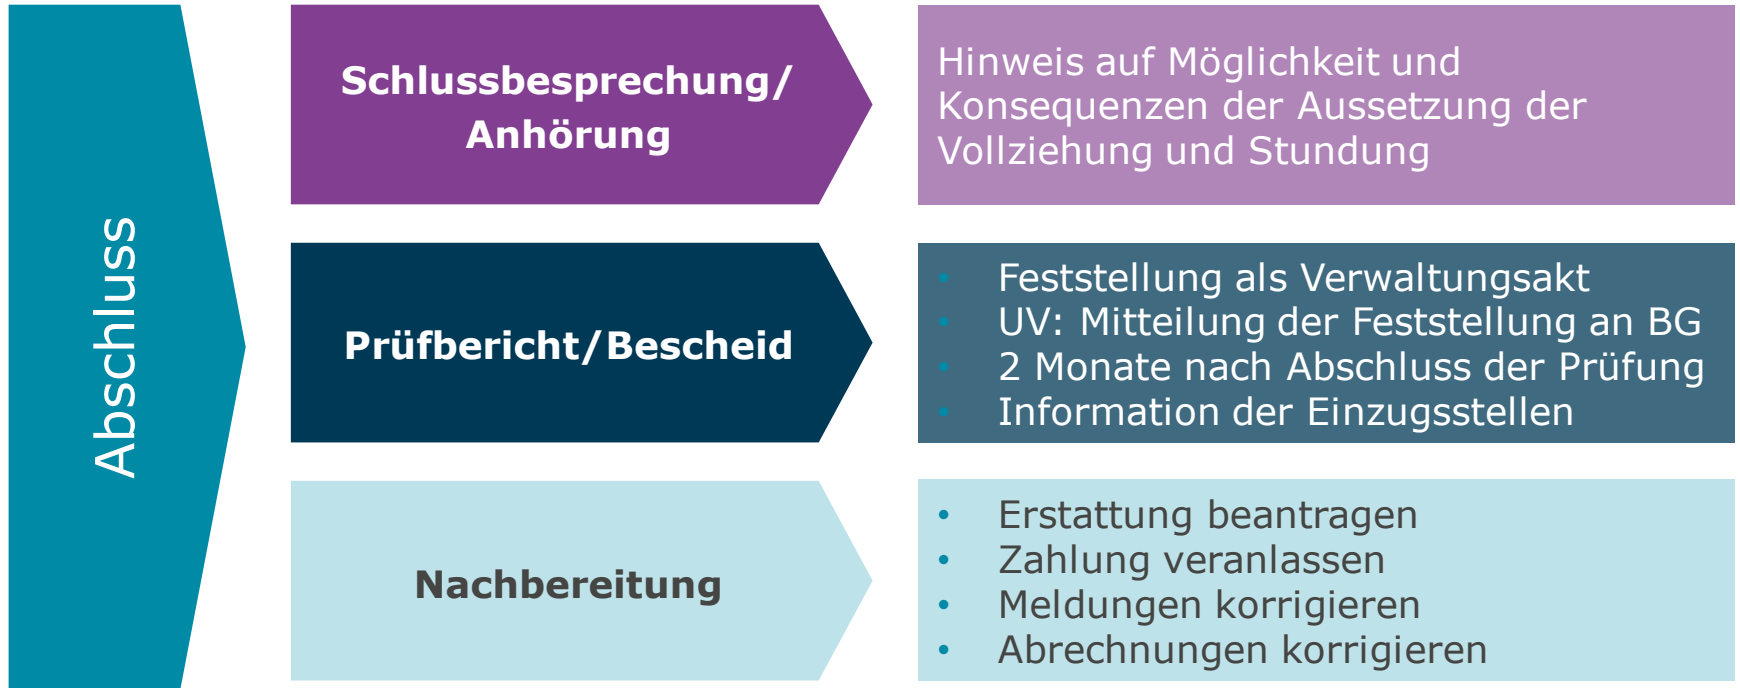 Abschluss
Schlussbesprechung/
Anhörung
Hinweis auf Möglichkeit und
Konsequenzen der Aussetzung der
Vollziehung und Stundung
Prüfbericht/Bescheid
• Feststellung als Verwaltungsakt
• UV: Mitteilung der Feststellung an BG
• 2 Monate nach Abschluss der Prüfung
• Information der Einzugsstellen
Nachbereitung
• Erstattung beantragen
• Zahlung veranlassen
• Meldungen korrigieren
• Abrechnungen korrigieren